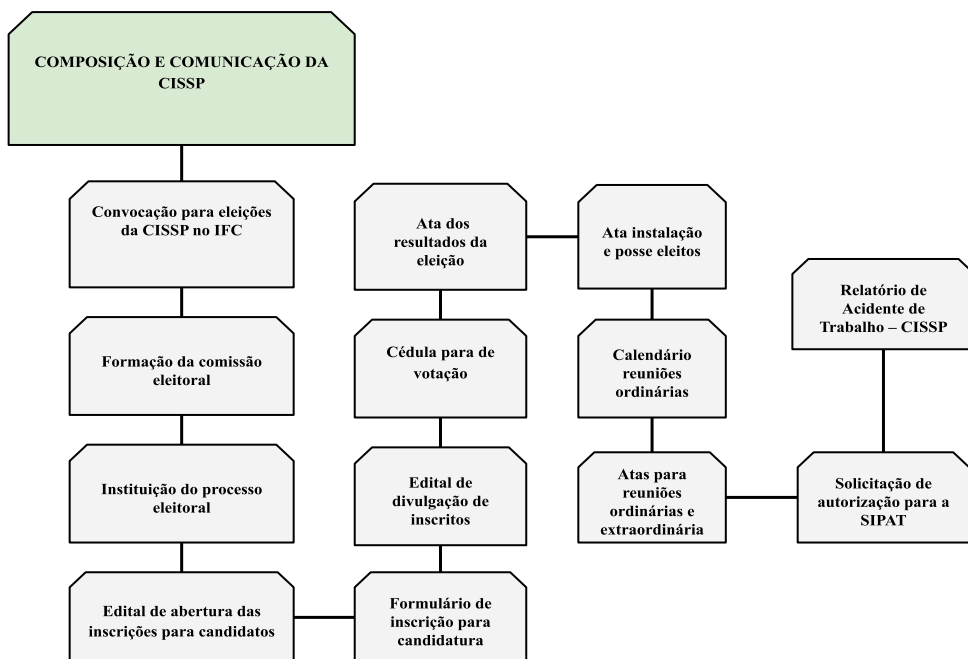 COMPOSIÇÃO E COMUNICAÇÃO DA
CISSP
Convocação para eleições
da CISSP no IFC
Formação da comissão
eleitoral
Instituição do processo
eleitoral
Edital de abertura das
inscrições para candidatos
Formulário de
inscrição para
candidatura
Edital de
divulgação de
inscritos
Cédula para de
votação
Ata dos
resultados da
eleição
Ata instalação
e posse eleitos
Calendário
reuniões
ordinárias
Atas para
reuniões
ordinárias e
extraordinária
Solicitação de
autorização para a
SIPAT
Relatório de
Acidente de
Trabalho – CISSP